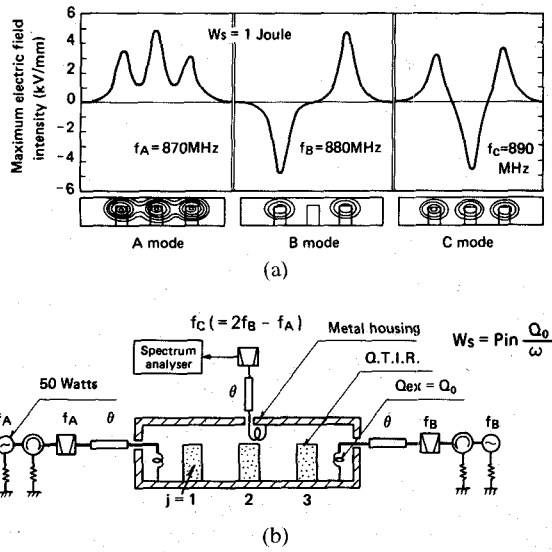 Maximum electric field
intensity (kV/mm)
6
4
2
0
-2
-4
-6
Ws = 1 Joule
fA = 870MHz
fB = 880MHz
fC=890
MHz
A mode
B mode
C mode
(a)
fC (= 2fB - fA)
Metal housing
Ws = Pin Qo/ω
Spectrum
analyser
Q.T.I.R.
θ
Qex = Qo
50 Watts
fA
fA
θ
θ
fB
fB
j = 1
2
3
(b)